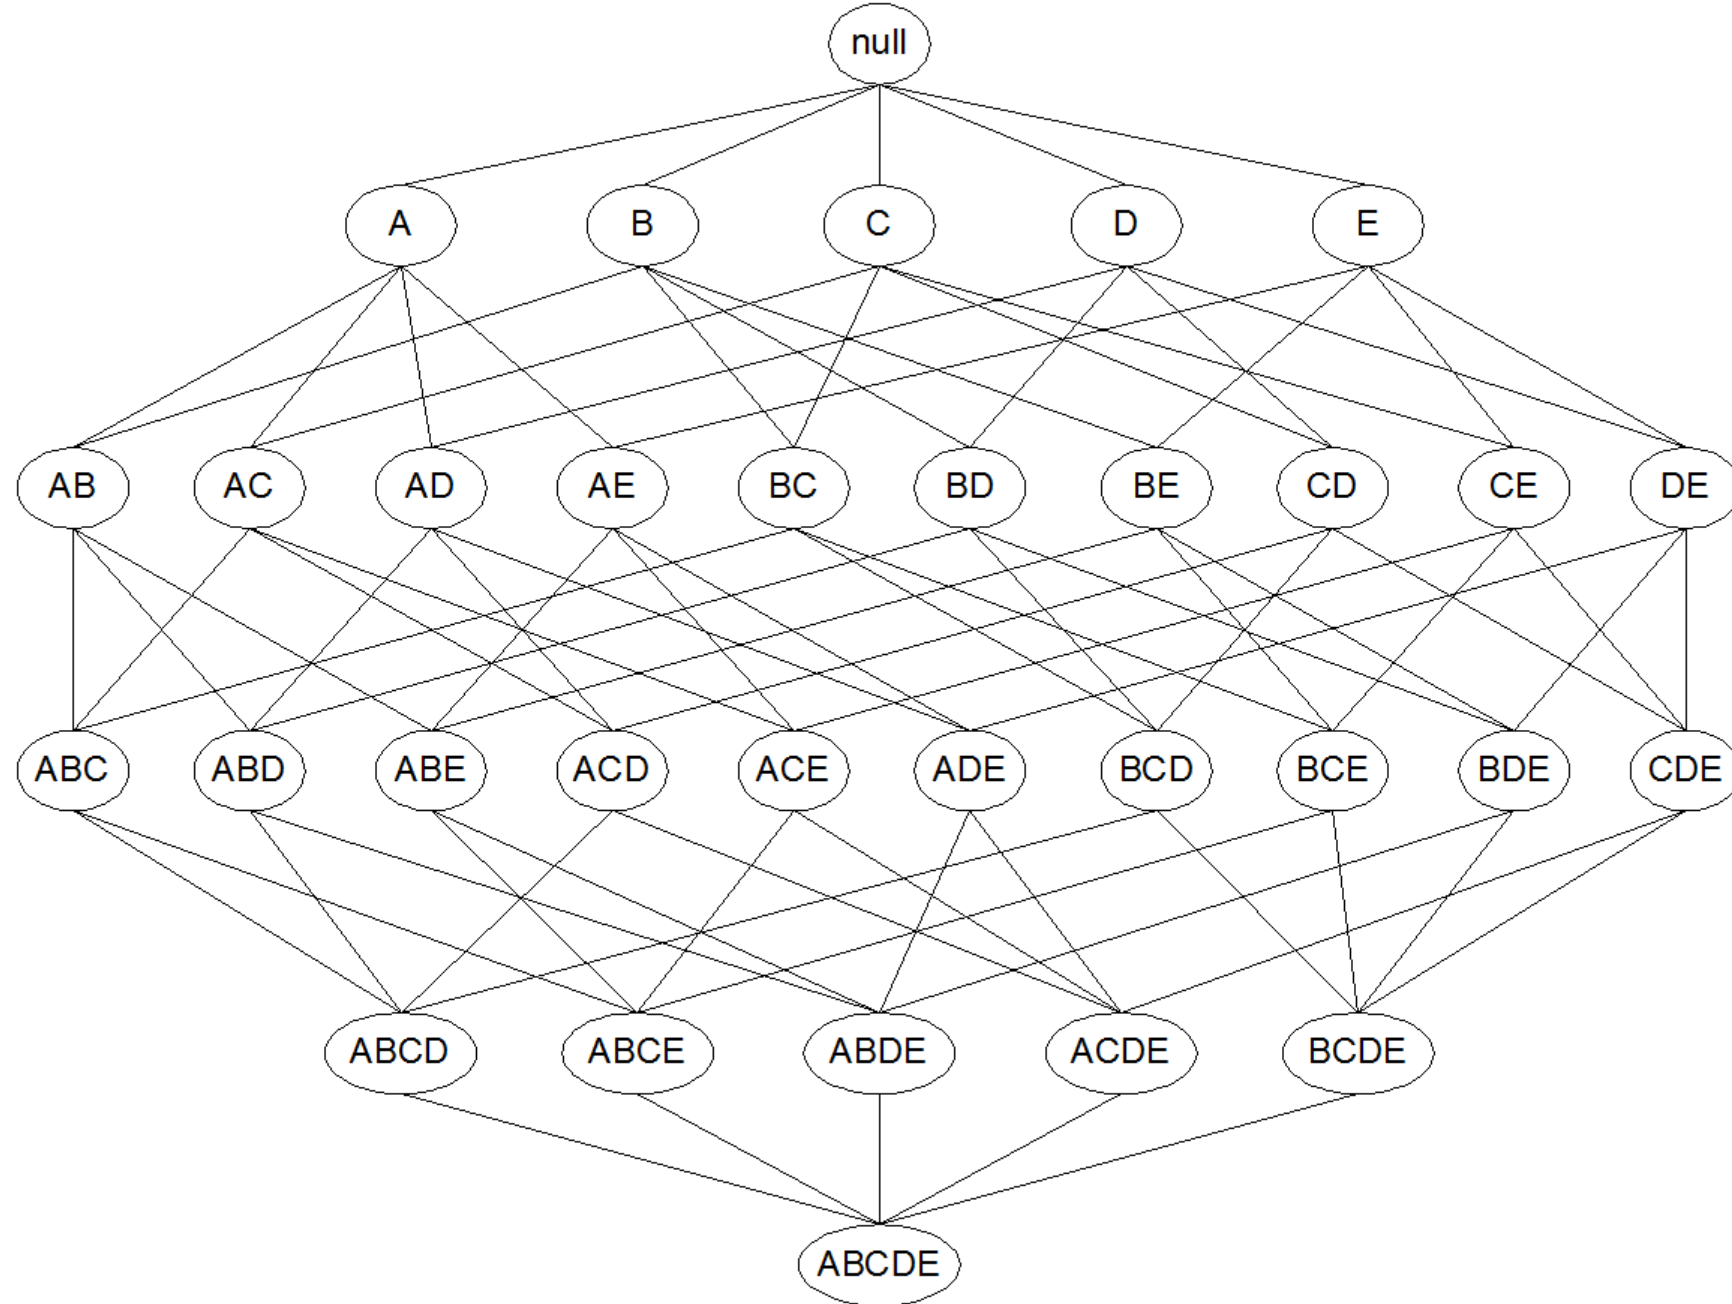 null
A B C D E
AB AC AD AE BC BD BE CD CE DE
ABC ABD ABE ACD ACE ADE BCD BCE BDE CDE
ABCD ABCE ABDE ACDE BCDE
ABCDE